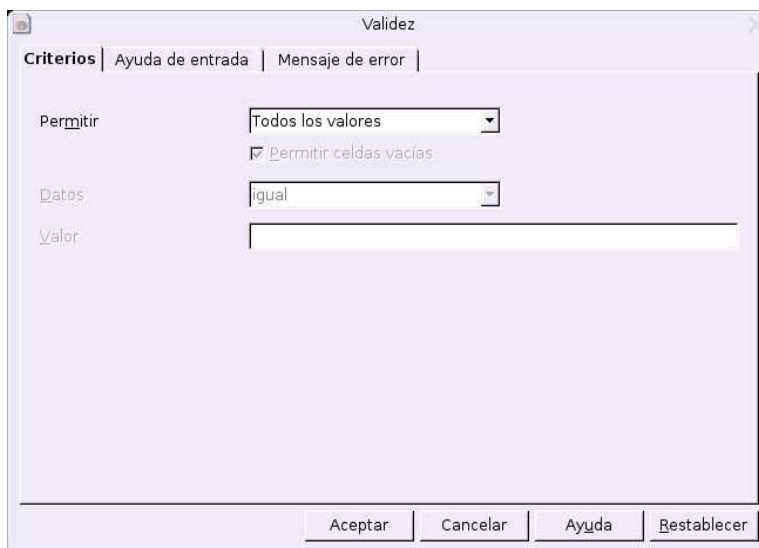 Validez
Criterios Ayuda de entrada Mensaje de error
Permitir Todos los valores
Permitir celdas vacías
Datos igual
Valor
Aceptar Cancelar Ayuda Restablecer